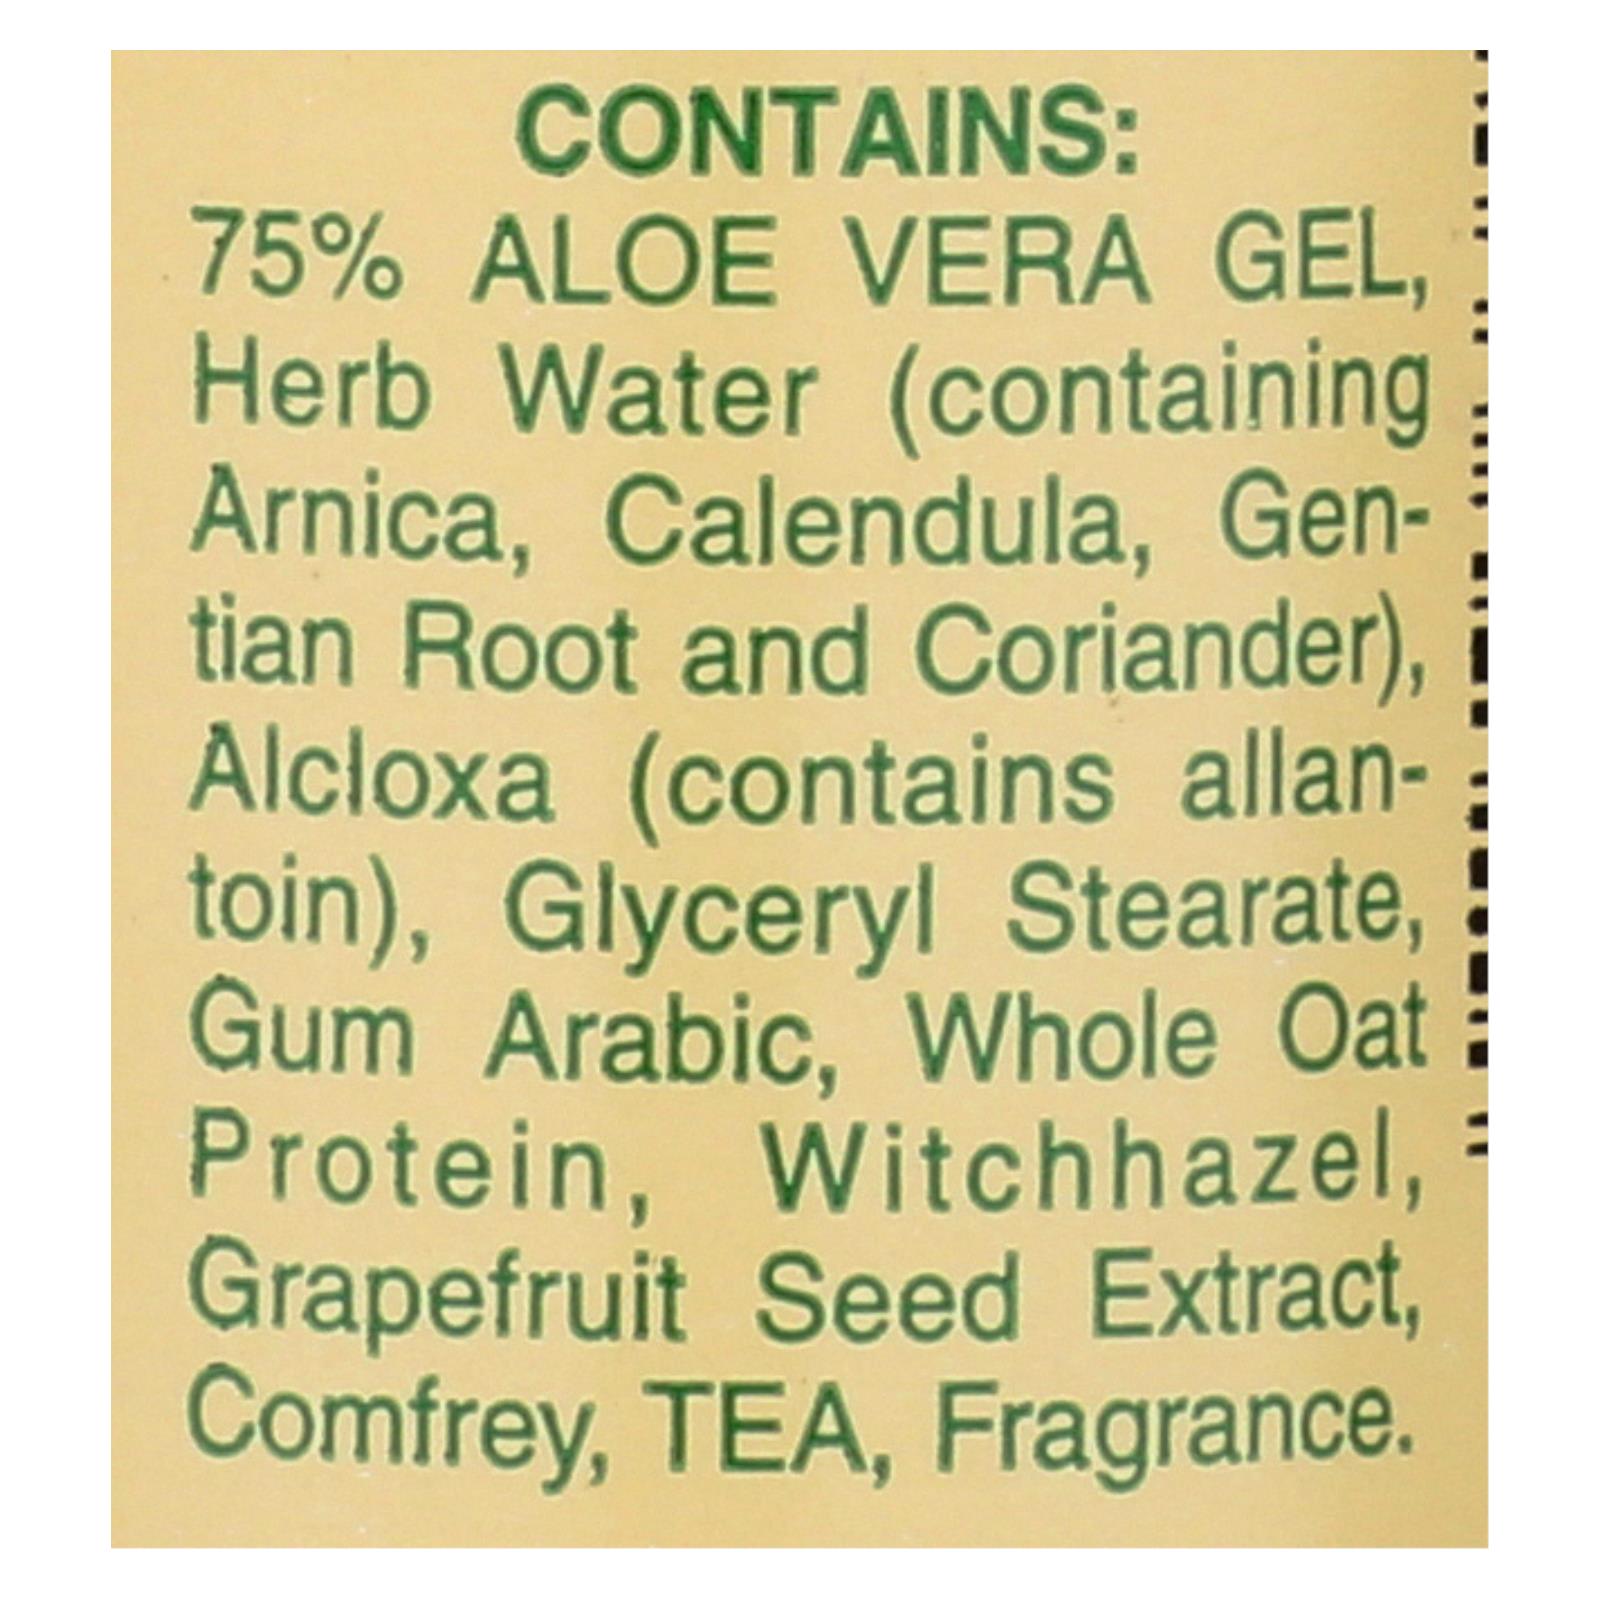 CONTAINS:
75% ALOE VERA GEL,
Herb Water (containing
Arnica, Calendula, Gen-
tian Root and Coriander),
Alcloxa (contains allan-
toin), Glyceryl Stearate,
Gum Arabic, Whole Oat
Protein, Witchhazel,
Grapefruit Seed Extract,
Comfrey, TEA, Fragrance.